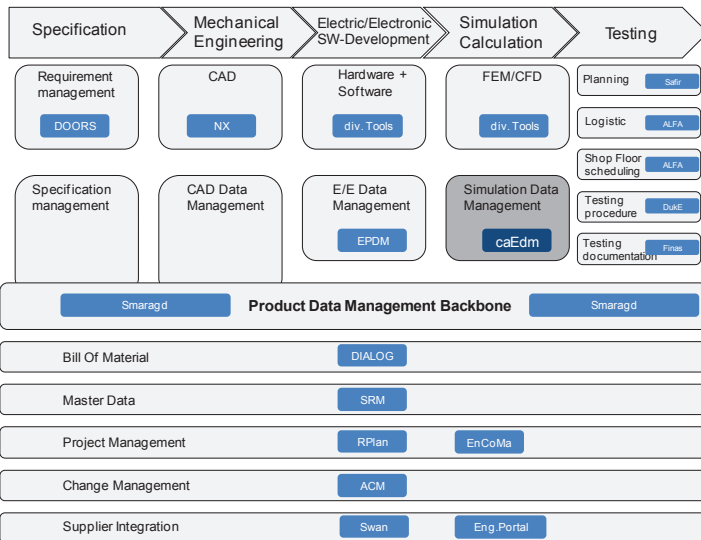 Specification
Mechanical
Engineering
Electric/Electronic
SW-Development
Simulation
Calculation
Testing
Requirement
management
DOORS
CAD
NX
Hardware +
Software
div. Tools
FEM/CFD
div. Tools
Planning
Safir
Logistic
ALFA
Shop Floor
scheduling
ALFA
Testing
procedure
DukE
Testing
documentation
Finas
Specification
management
CAD Data
Management
E/E Data
Management
EPDM
Simulation Data
Management
caEdm
Smaragd
Product Data Management Backbone
Smaragd
Bill Of Material
DIALOG
Master Data
SRM
Project Management
RPlan
EnCoMa
Change Management
ACM
Supplier Integration
Swan
Eng.Portal